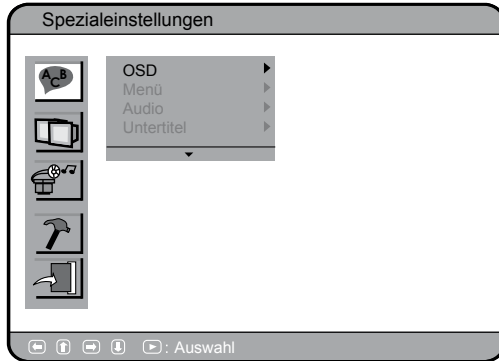 Spezialeinstellungen
A C B
OSD
Menü
Audio
Untertitel
: Auswahl